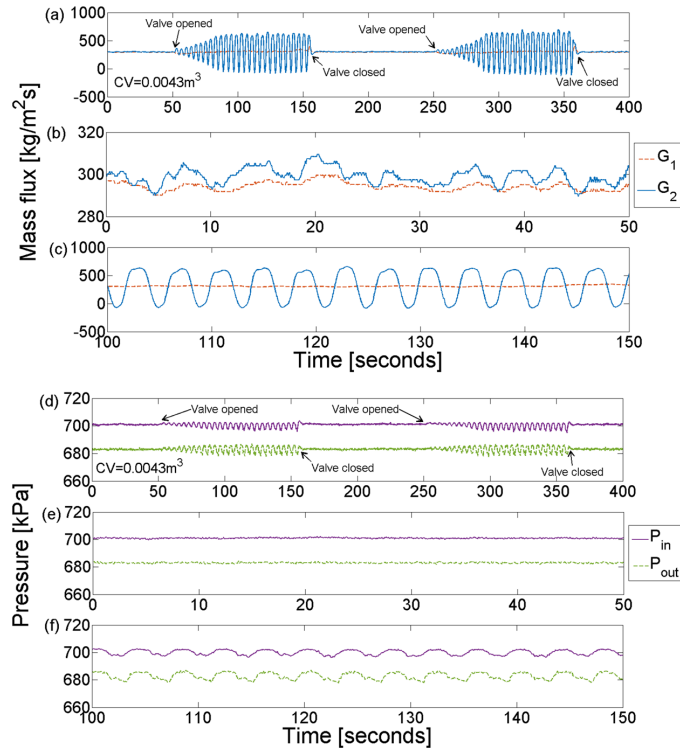 (a)
1000
500
0
-500
Valve opened
Valve opened
CV=0.0043m³
Valve closed
Valve closed
0 50 100 150 200 250 300 350 400
(b)
320
300
280
0 10 20 30 40 50
G₁
G₂
Mass flux [kg/m²s]
(c)
1000
500
0
-500
100 110 120 130 140 150
Time [seconds]
(d)
720
700
680
660
Valve opened
Valve opened
CV=0.0043m³
Valve closed
Valve closed
0 50 100 150 200 250 300 350 400
(e)
720
700
680
660
0 10 20 30 40 50
P_in
P_out
Pressure [kPa]
(f)
720
700
680
660
100 110 120 130 140 150
Time [seconds]